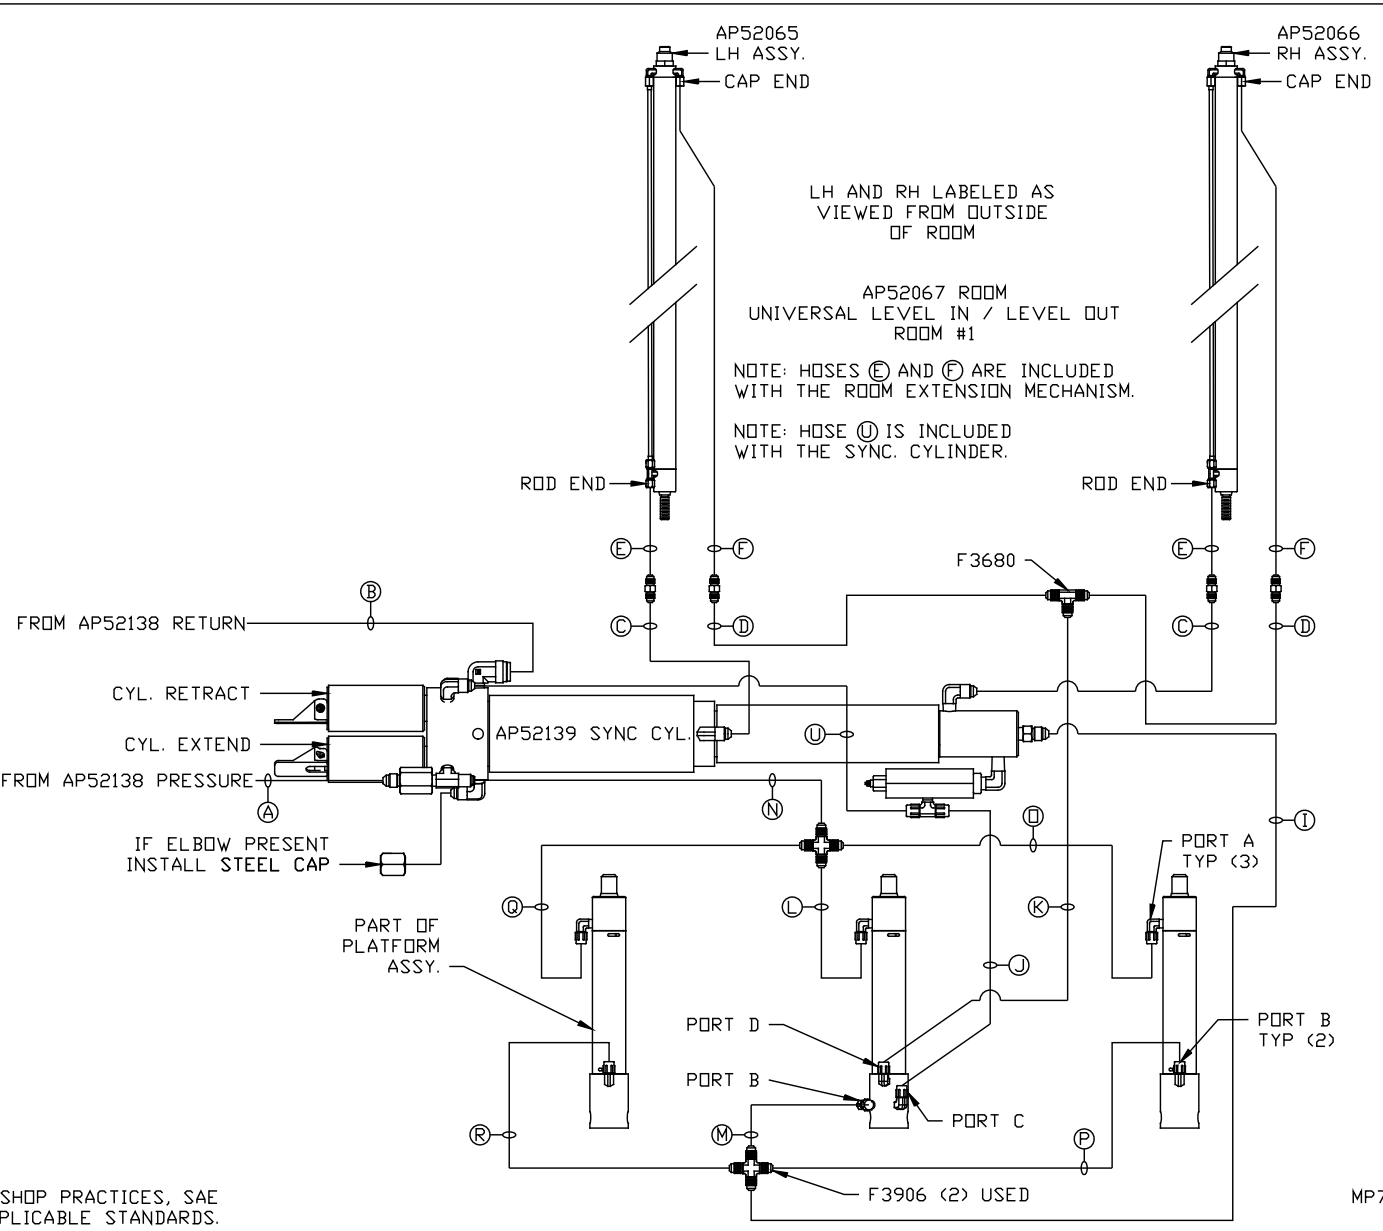 AP52065
LH ASSY.
CAP END
AP52066
RH ASSY.
CAP END
LH AND RH LABELED AS
VIEWED FROM OUTSIDE
OF ROOM
AP52067 ROOM
UNIVERSAL LEVEL IN / LEVEL OUT
ROOM #1
NOTE: HOSES E AND F ARE INCLUDED
WITH THE ROOM EXTENSION MECHANISM.
NOTE: HOSE U IS INCLUDED
WITH THE SYNC. CYLINDER.
ROD END
ROD END
E
F
F3680
E
F
B
FROM AP52138 RETURN
C
D
C
D
CYL. RETRACT
CYL. EXTEND
AP52139 SYNC CYL.
U
FROM AP52138 PRESSURE
A
N
O
I
IF ELBOW PRESENT
INSTALL STEEL CAP
PORT A
TYP (3)
Q
L
K
PART OF
PLATFORM
ASSY.
J
PORT D
PORT B
TYP (2)
PORT B
PORT C
R
M
P
F3906 (2) USED
SHOP PRACTICES, SAE
PLICABLE STANDARDS.
MP7